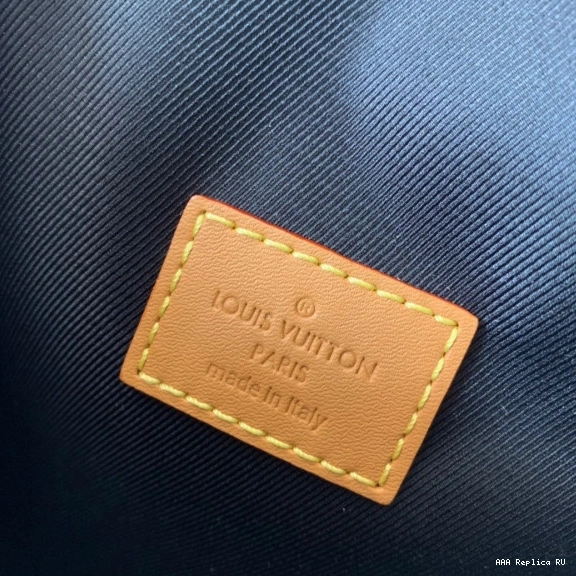 ®
LOUIS VUITTON
PARIS
made in Italy
AAA Replica RU